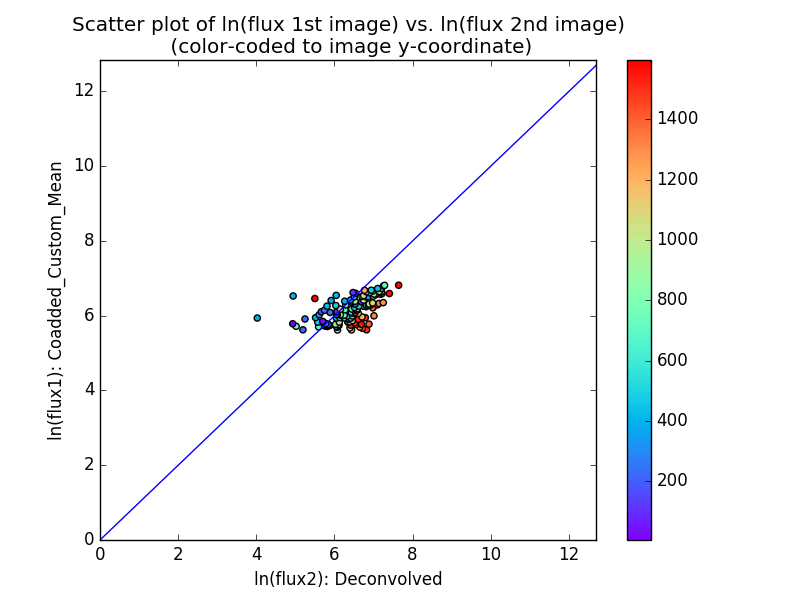 Scatter plot of ln(flux 1st image) vs. ln(flux 2nd image)
(color-coded to image y-coordinate)
ln(flux1): Coadded_Custom_Mean
12
10
8
6
4
2
0
0 2 4 6 8 10 12
ln(flux2): Deconvolved
1400
1200
1000
800
600
400
200